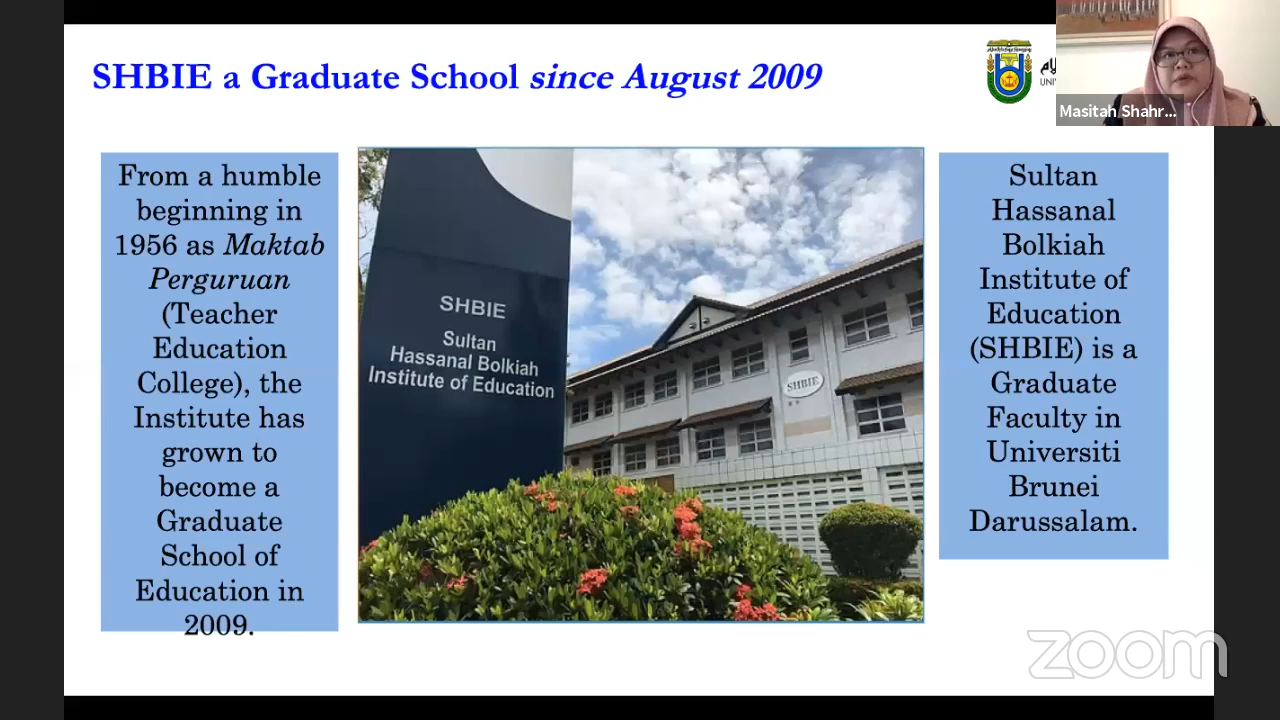 SHBIE a Graduate School since August 2009
Masitah Shahr...
From a humble
beginning in
1956 as Maktab
Perguruan
(Teacher
Education
College), the
Institute has
grown to
become a
Graduate
School of
Education in
2009.
SHBIE
Sultan
Hassanal Bolkiah
Institute of Education
SHBIE
Sultan
Hassanal
Bolkiah
Institute of
Education
(SHBIE) is a
Graduate
Faculty in
Universiti
Brunei
Darussalam.
zoom